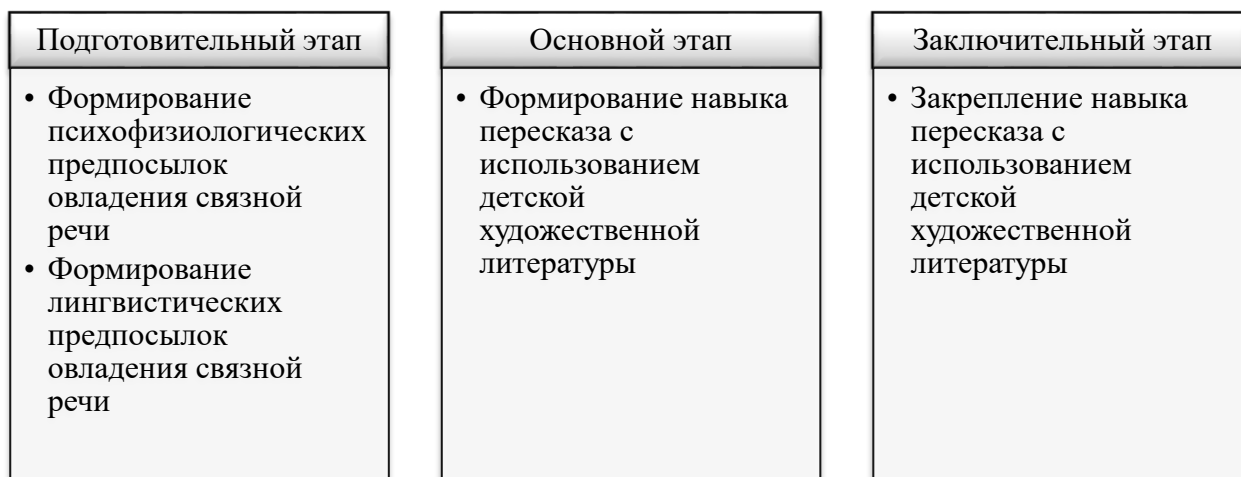 Подготовительный этап
• Формирование
психофизиологических
предпосылок
овладения связной
речи
• Формирование
лингвистических
предпосылок
овладения связной
речи
Основной этап
• Формирование навыка
пересказа с
использованием
детской
художественной
литературы
Заключительный этап
• Закрепление навыка
пересказа с
использованием
детской
художественной
литературы